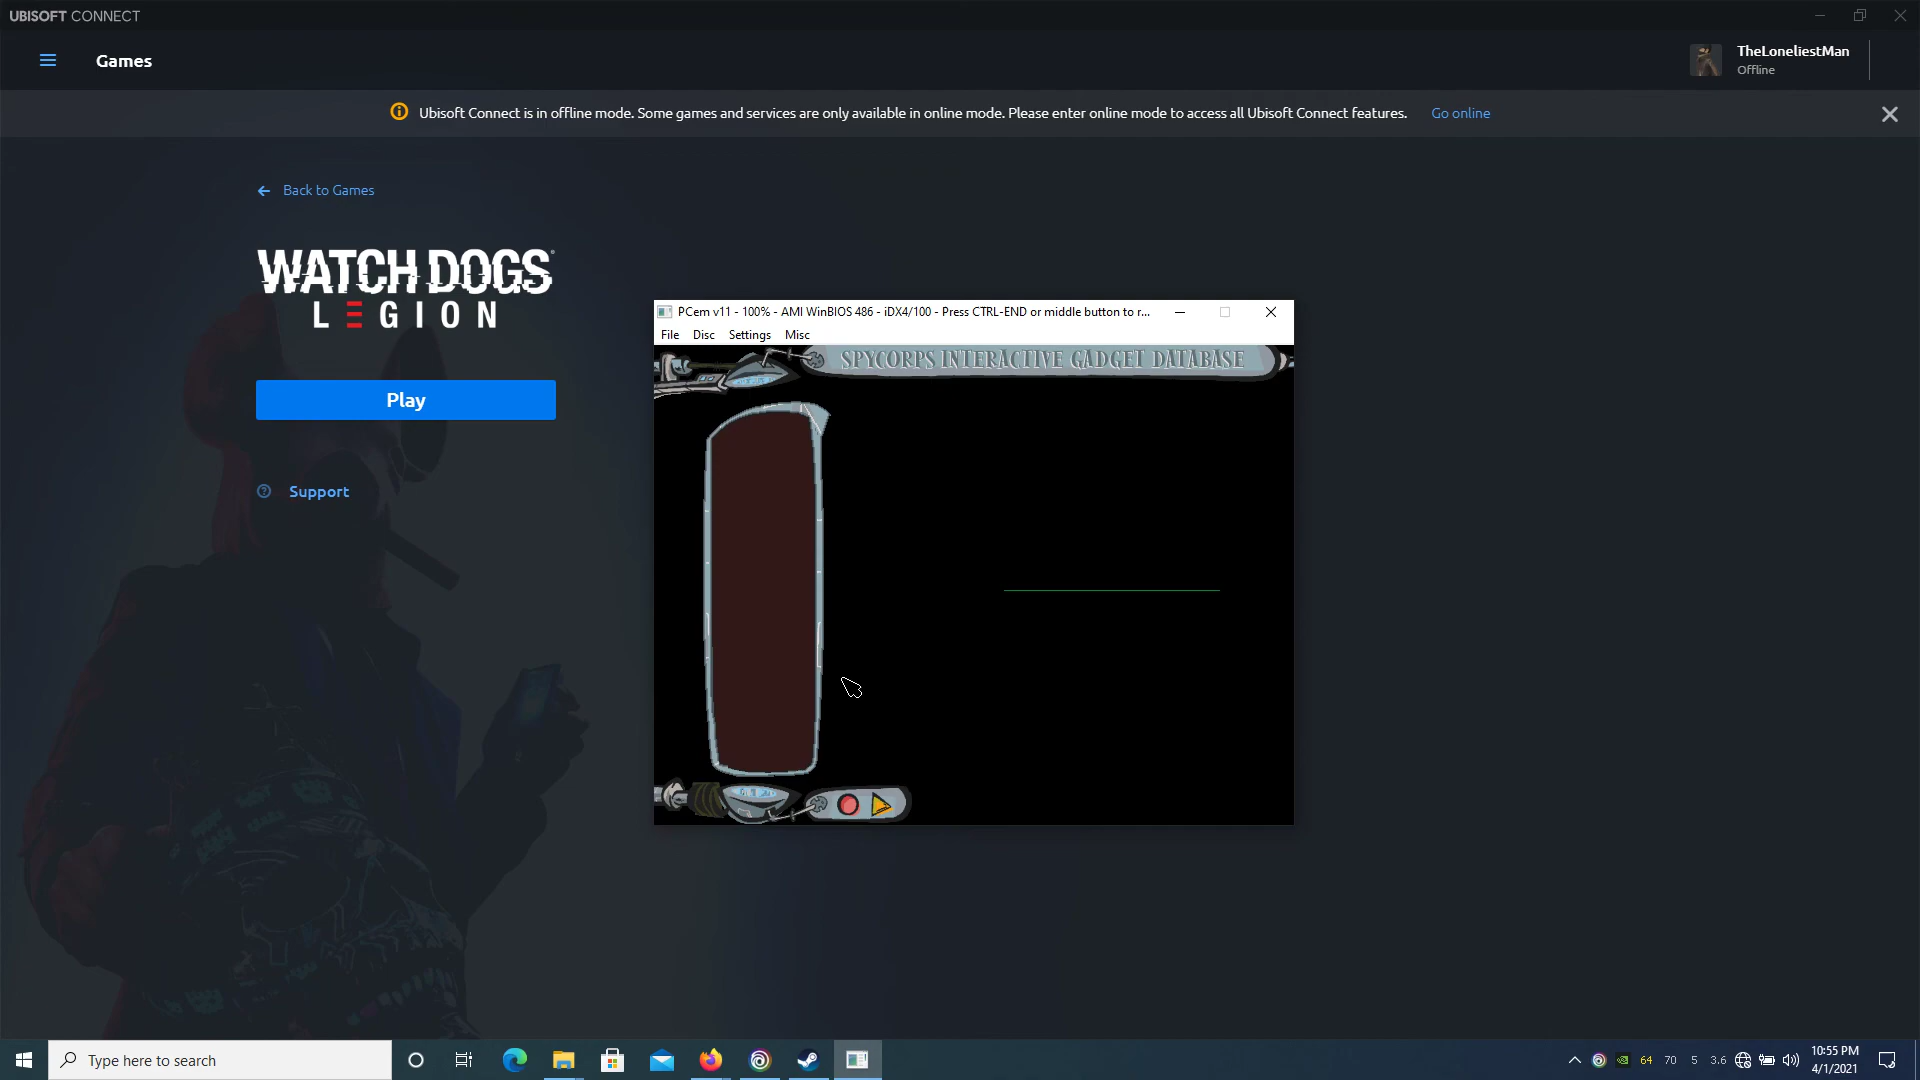 UBISOFT CONNECT
Games
TheLoneliestMan
Offline
Ubisoft Connect is in offline mode. Some games and services are only available in online mode. Please enter online mode to access all Ubisoft Connect features. Go online
Back to Games
WATCH DOGS
LEGION
Play
Support
PCem v11 - 100% - AMI WinBIOS 486 - iDX4/100 - Press CTRL-END or middle button to r...
File Disc Settings Misc
SPYCORPS INTERACTIVE GADGET DATABASE
Type here to search
64 70 5 3.6
10:55 PM
4/1/2021